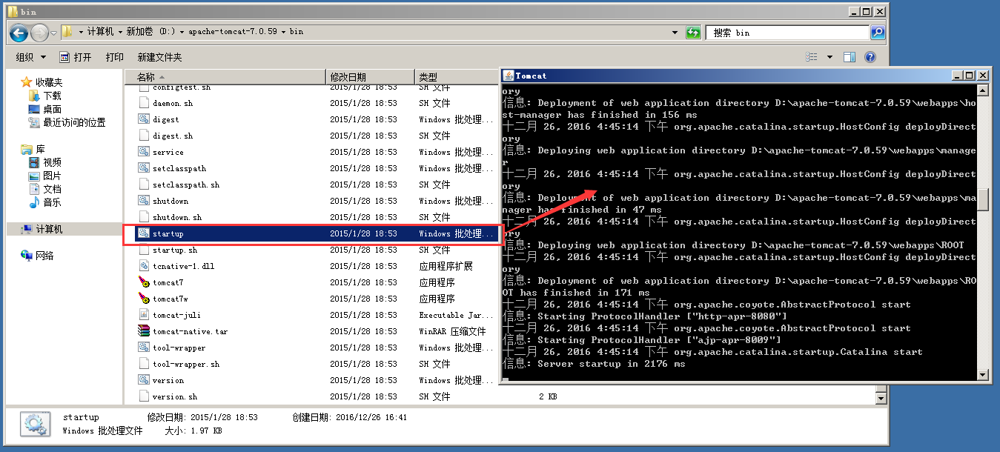 bin
计算机 新加卷 (D:) apache-tomcat-7.0.59 bin
搜索 bin
组织 打开 打印 新建文件夹
收藏夹
下载
桌面
最近访问的位置
库
视频
图片
文档
音乐
计算机
网络
名称 修改日期 类型
configtest.sh 2015/1/28 18:53 SH 文件
daemon.sh 2015/1/28 18:53 SH 文件
digest 2015/1/28 18:53 Windows 批处理...
digest.sh 2015/1/28 18:53 SH 文件
service 2015/1/28 18:53 Windows 批处理...
setclasspath 2015/1/28 18:53 Windows 批处理...
setclasspath.sh 2015/1/28 18:53 SH 文件
shutdown 2015/1/28 18:53 Windows 批处理...
shutdown.sh 2015/1/28 18:53 SH 文件
startup 2015/1/28 18:53 Windows 批处理...
startup.sh 2015/1/28 18:53 SH 文件
tcnative-1.dll 2015/1/28 18:53 应用程序扩展
tomcat7 2015/1/28 18:53 应用程序
tomcat7w 2015/1/28 18:53 应用程序
tomcat-juli 2015/1/28 18:53 Executable Jar...
tomcat-native.tar 2015/1/28 18:53 WinRAR 压缩文件
tool-wrapper 2015/1/28 18:53 Windows 批处理...
tool-wrapper.sh 2015/1/28 18:53 SH 文件
version 2015/1/28 18:53 Windows 批处理...
version.sh 2015/1/28 18:53 SH 文件 2 KB
startup 修改日期: 2015/1/28 18:53 创建日期: 2016/12/26 16:41
Windows 批处理文件 大小: 1.97 KB
Tomcat
ory
信息: Deployment of web application directory D:\apache-tomcat-7.0.59\webapps\ho
st-manager has finished in 156 ms
十二月 26, 2016 4:45:14 下午 org.apache.catalina.startup.HostConfig deployDirect
ory
信息: Deploying web application directory D:\apache-tomcat-7.0.59\webapps\manage
r
十二月 26, 2016 4:45:14 下午 org.apache.catalina.startup.HostConfig deployDirect
ory
信息: Deployment of web application directory D:\apache-tomcat-7.0.59\webapps\ma
nager has finished in 47 ms
十二月 26, 2016 4:45:14 下午 org.apache.catalina.startup.HostConfig deployDirect
ory
信息: Deploying web application directory D:\apache-tomcat-7.0.59\webapps\ROOT
十二月 26, 2016 4:45:14 下午 org.apache.catalina.startup.HostConfig deployDirect
ory
信息: Deployment of web application directory D:\apache-tomcat-7.0.59\webapps\RO
OT has finished in 171 ms
十二月 26, 2016 4:45:14 下午 org.apache.coyote.AbstractProtocol start
信息: Starting ProtocolHandler ["http-apr-8080"]
十二月 26, 2016 4:45:14 下午 org.apache.coyote.AbstractProtocol start
信息: Starting ProtocolHandler ["ajp-apr-8009"]
十二月 26, 2016 4:45:14 下午 org.apache.catalina.startup.Catalina start
信息: Server startup in 2176 ms